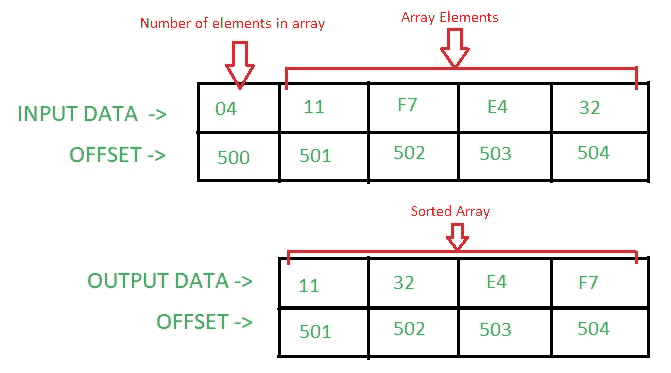 Number of elements in array
Array Elements
INPUT DATA -> 04 11 F7 E4 32
OFFSET -> 500 501 502 503 504
Sorted Array
OUTPUT DATA -> 11 32 E4 F7
OFFSET -> 501 502 503 504